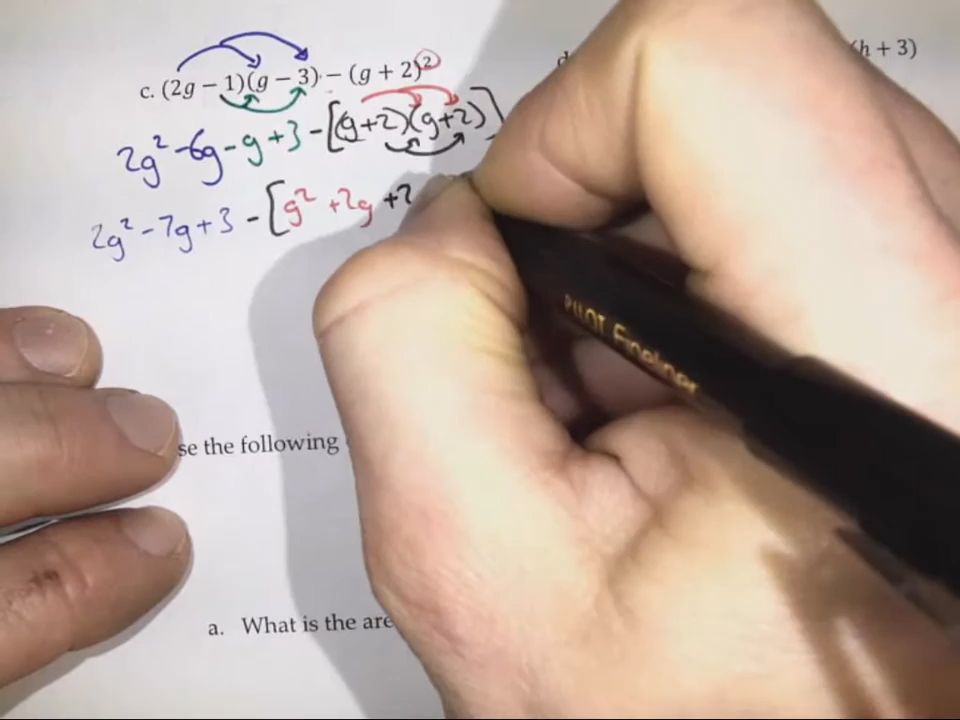 c. (2g – 1)(g – 3) – (g + 2)²
h + 3)
2g² - 6g - g + 3 - [(g+2)(g+2)]
2g² - 7g + 3 - [g² + 2g + 2
PILOT Fineliner
se the following
a. What is the are